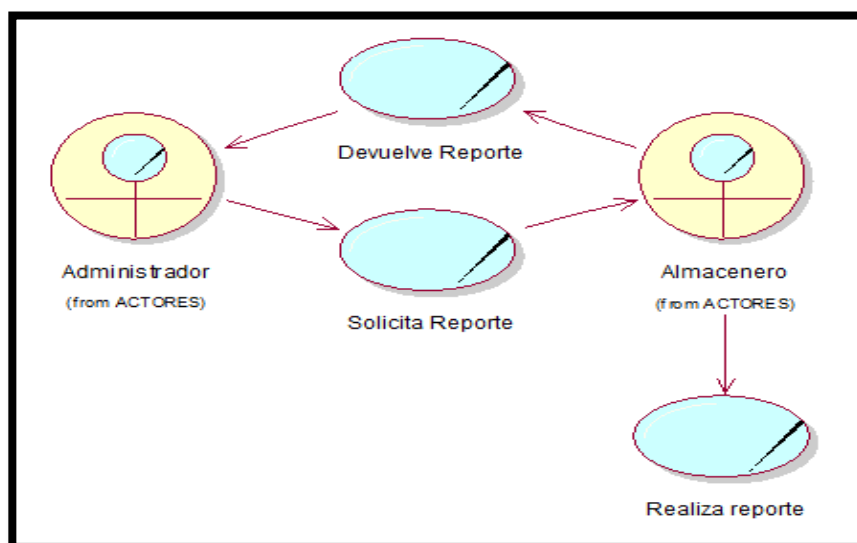 Devuelve Reporte
Administrador
(from ACTORES)
Almacenero
(from ACTORES)
Solicita Reporte
Realiza reporte